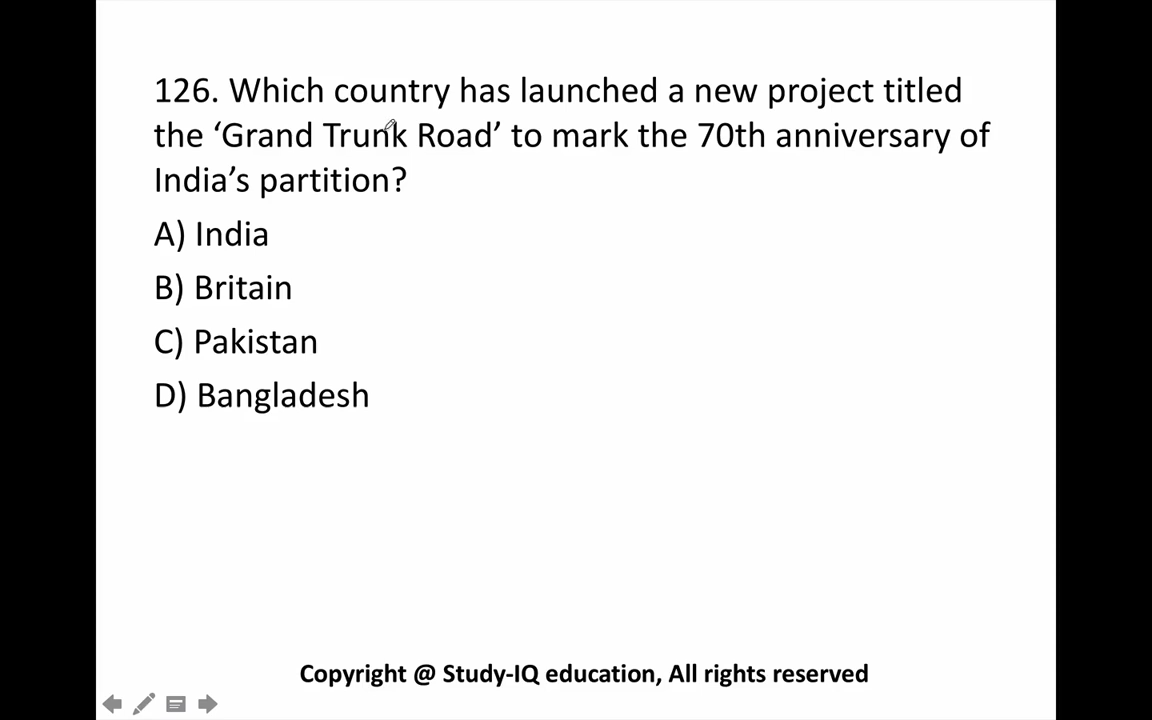 126. Which country has launched a new project titled
the ‘Grand Trunk Road’ to mark the 70th anniversary of
India’s partition?
A) India
B) Britain
C) Pakistan
D) Bangladesh
Copyright @ Study-IQ education, All rights reserved